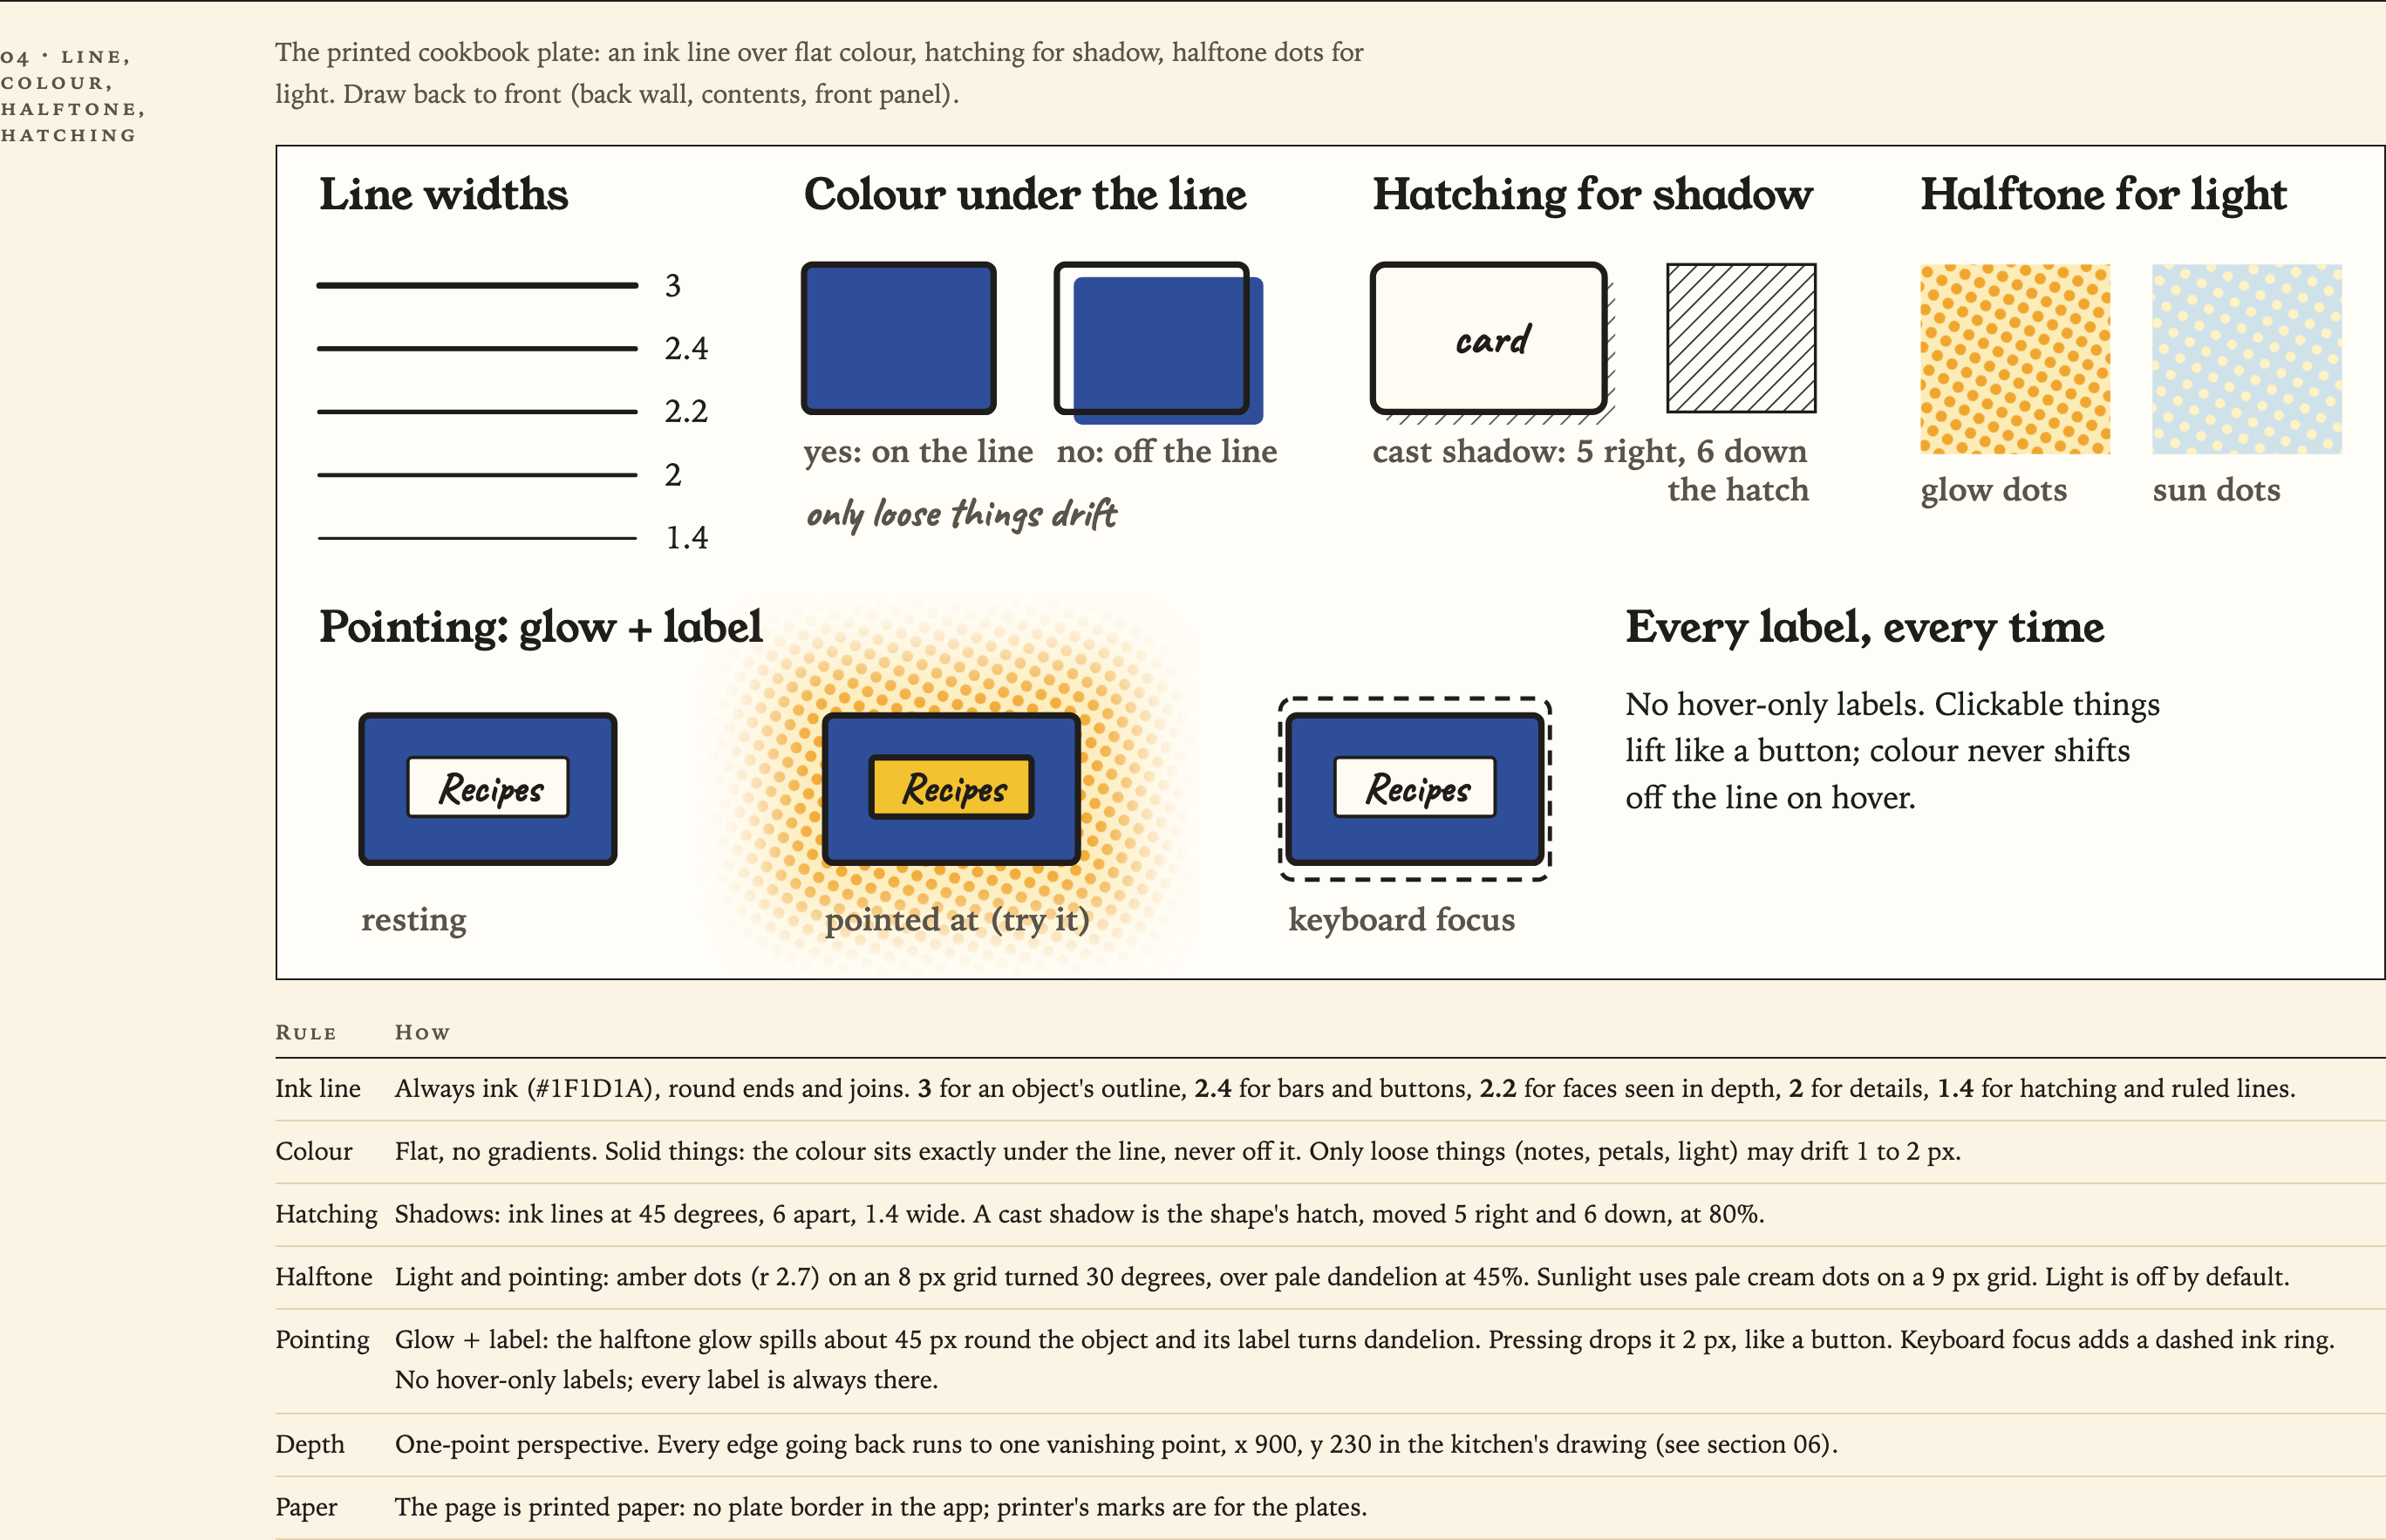 04 · LINE,
COLOUR,
HALFTONE,
HATCHING
The printed cookbook plate: an ink line over flat colour, hatching for shadow, halftone dots for
light. Draw back to front (back wall, contents, front panel).
Line widths
3
2.4
2.2
2
1.4
Colour under the line
yes: on the line
no: off the line
only loose things drift
Hatching for shadow
card
cast shadow: 5 right, 6 down
the hatch
Halftone for light
glow dots
sun dots
Pointing: glow + label
Recipes
resting
Recipes
pointed at (try it)
Recipes
keyboard focus
Every label, every time
No hover-only labels. Clickable things
lift like a button; colour never shifts
off the line on hover.
Rule How
Ink line Always ink (#1F1D1A), round ends and joins. 3 for an object's outline, 2.4 for bars and buttons, 2.2 for faces seen in depth, 2 for details, 1.4 for hatching and ruled lines.
Colour Flat, no gradients. Solid things: the colour sits exactly under the line, never off it. Only loose things (notes, petals, light) may drift 1 to 2 px.
Hatching Shadows: ink lines at 45 degrees, 6 apart, 1.4 wide. A cast shadow is the shape's hatch, moved 5 right and 6 down, at 80%.
Halftone Light and pointing: amber dots (r 2.7) on an 8 px grid turned 30 degrees, over pale dandelion at 45%. Sunlight uses pale cream dots on a 9 px grid. Light is off by default.
Pointing Glow + label: the halftone glow spills about 45 px round the object and its label turns dandelion. Pressing drops it 2 px, like a button. Keyboard focus adds a dashed ink ring.
No hover-only labels; every label is always there.
Depth One-point perspective. Every edge going back runs to one vanishing point, x 900, y 230 in the kitchen's drawing (see section 06).
Paper The page is printed paper: no plate border in the app; printer's marks are for the plates.